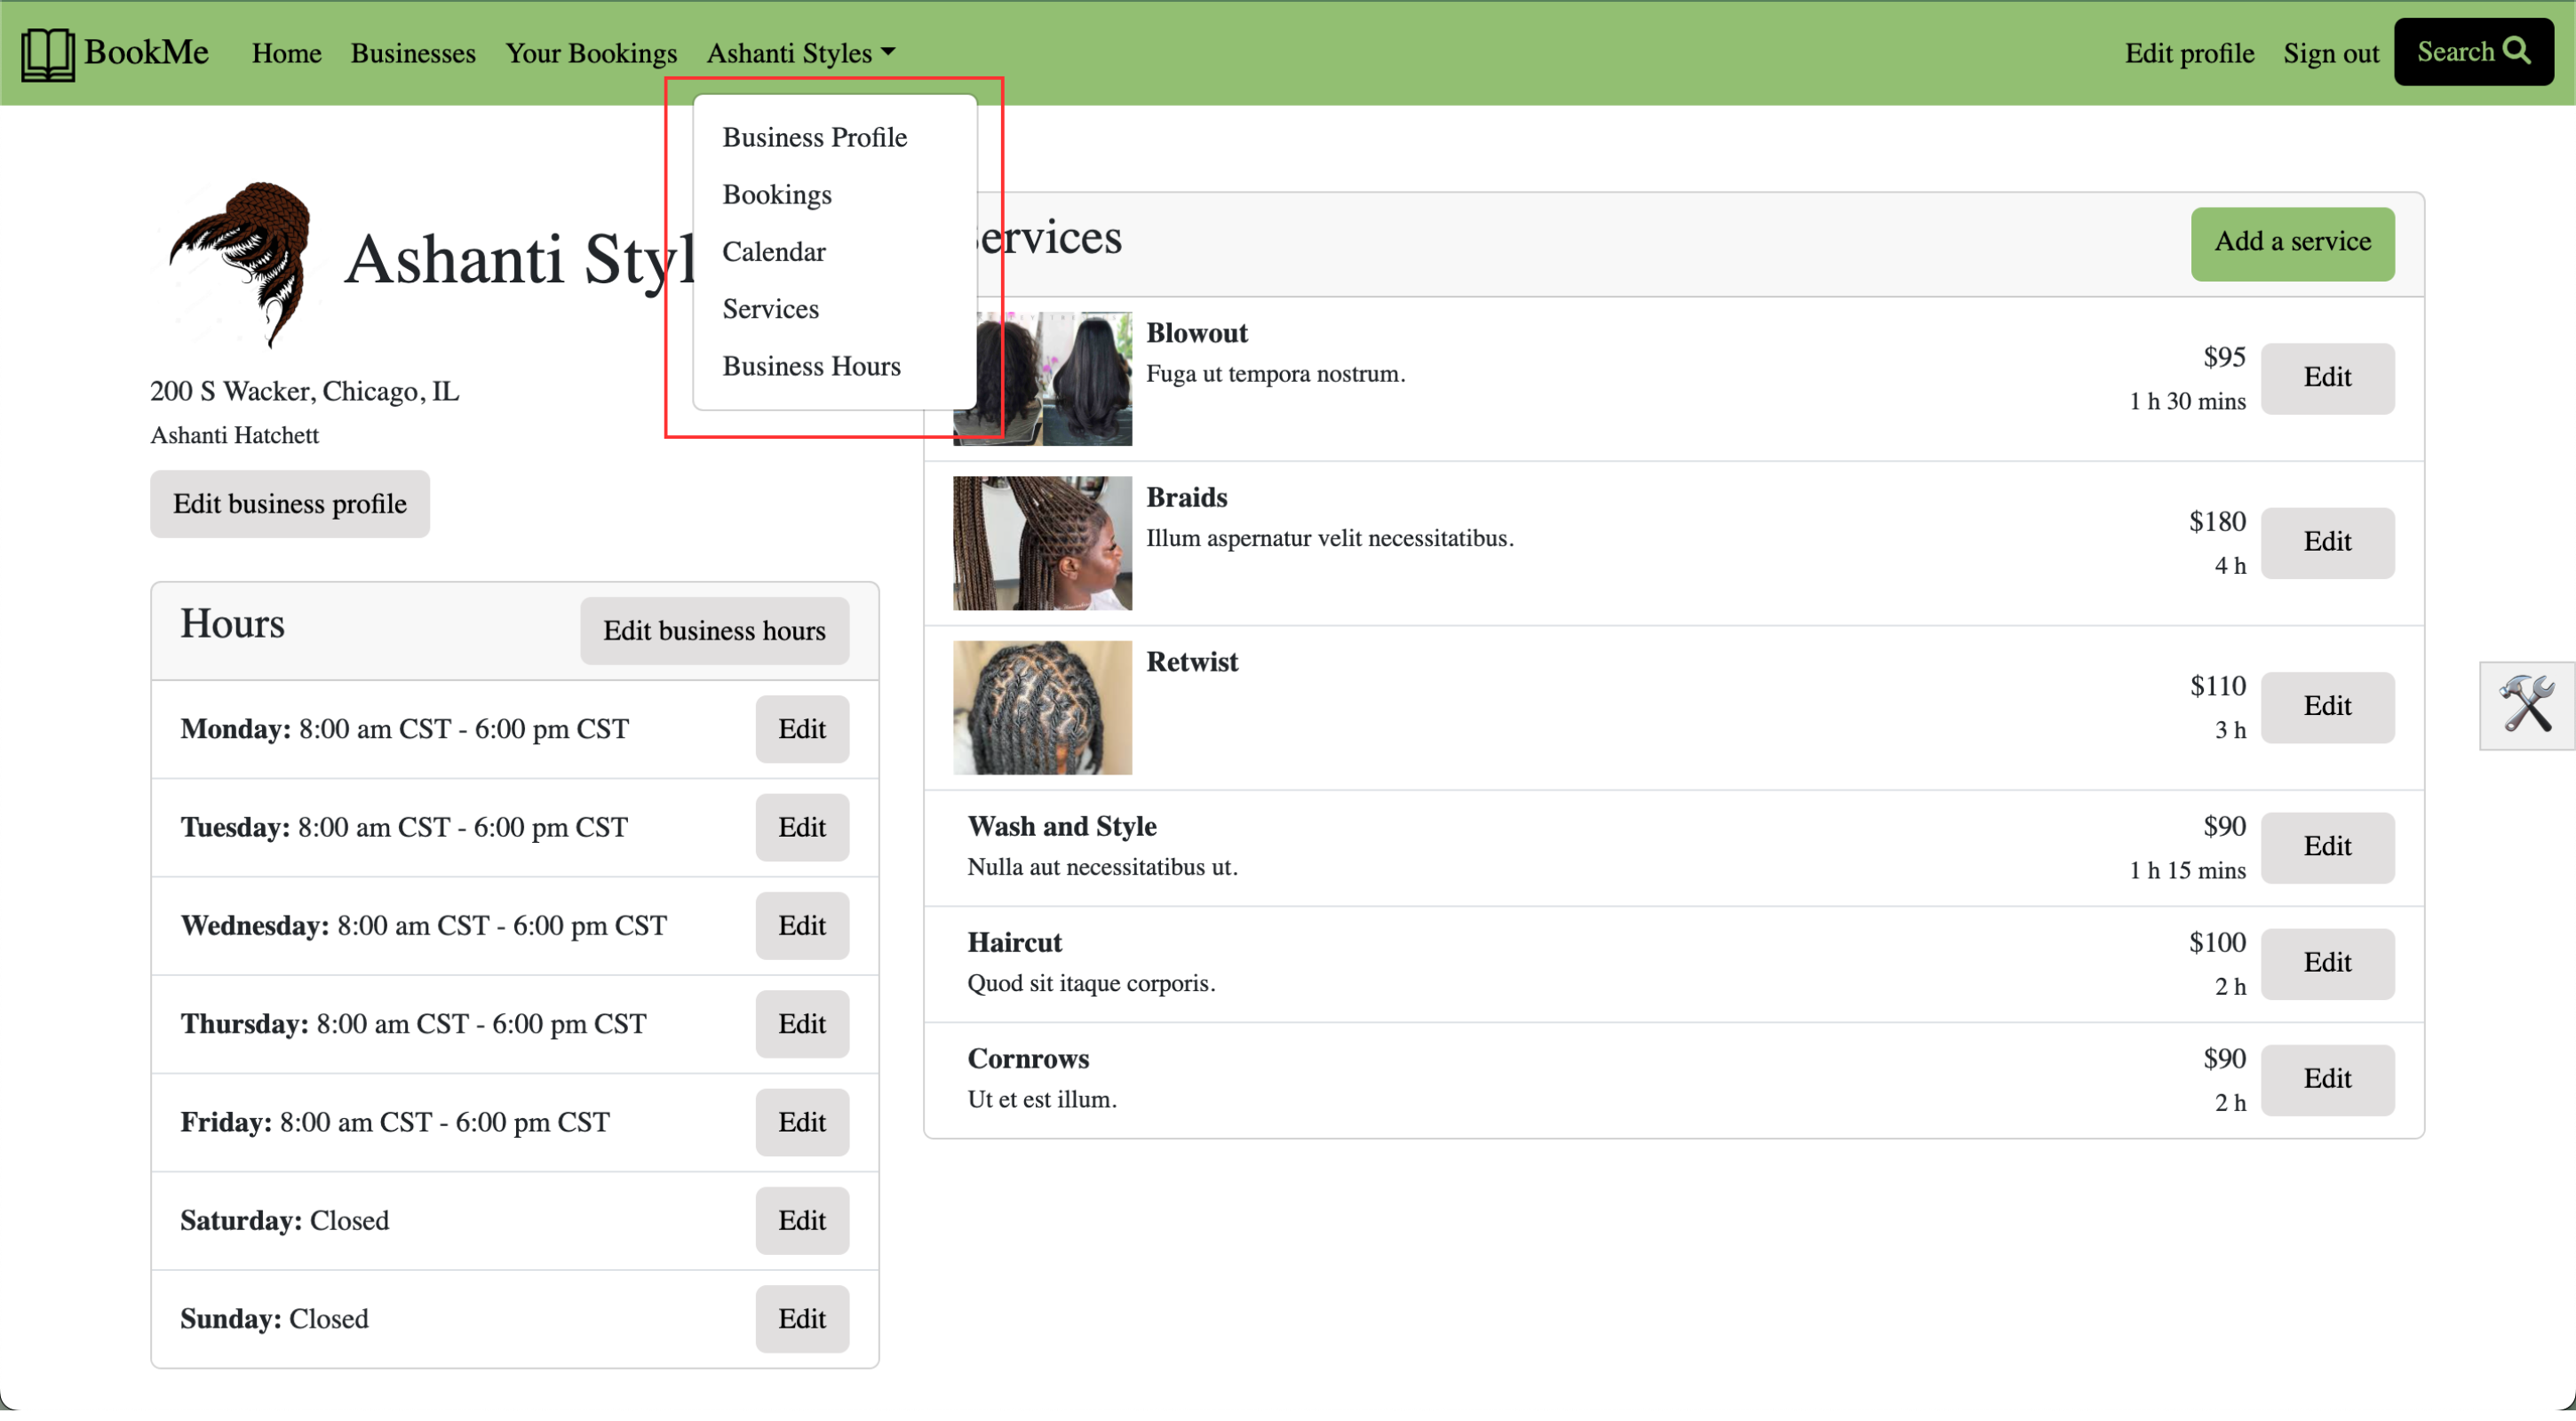 BookMe Home Businesses Your Bookings Ashanti Styles Edit profile Sign out Search
Business Profile
Bookings
Calendar
Services
Business Hours
Ashanti Styl
200 S Wacker, Chicago, IL
Ashanti Hatchett
Edit business profile
Hours Edit business hours
Monday: 8:00 am CST - 6:00 pm CST Edit
Tuesday: 8:00 am CST - 6:00 pm CST Edit
Wednesday: 8:00 am CST - 6:00 pm CST Edit
Thursday: 8:00 am CST - 6:00 pm CST Edit
Friday: 8:00 am CST - 6:00 pm CST Edit
Saturday: Closed Edit
Sunday: Closed Edit
ervices Add a service
Blowout
Fuga ut tempora nostrum.
$95
1 h 30 mins
Edit
Braids
Illum aspernatur velit necessitatibus.
$180
4 h
Edit
Retwist
$110
3 h
Edit
Wash and Style
Nulla aut necessitatibus ut.
$90
1 h 15 mins
Edit
Haircut
Quod sit itaque corporis.
$100
2 h
Edit
Cornrows
Ut et est illum.
$90
2 h
Edit